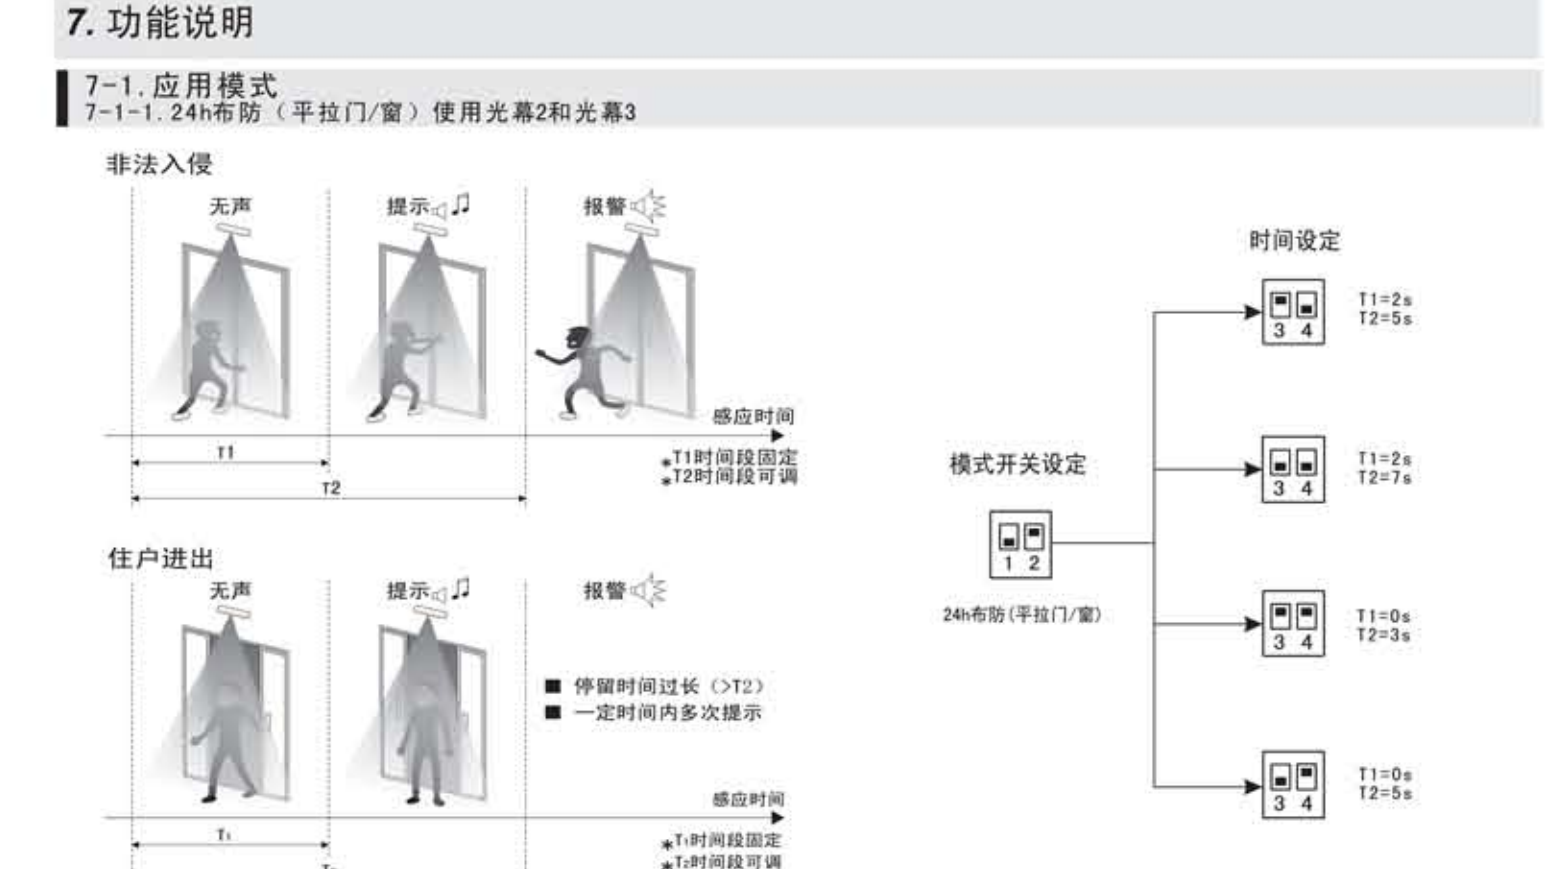 7. 功能说明
7-1. 应用模式
7-1-1. 24h布防（平拉门/窗）使用光幕2和光幕3
非法入侵
无声
提示
报警
感应时间
T1
*T1时间段固定
T2
*T2时间段可调
住户进出
无声
提示
报警
■ 停留时间过长（>T2）
■ 一定时间内多次提示
感应时间
T1
*T1时间段固定
*T2时间段可调
模式开关设定
1 2
24h布防(平拉门/窗)
时间设定
3 4
T1=2s
T2=5s
3 4
T1=2s
T2=7s
3 4
T1=0s
T2=3s
3 4
T1=0s
T2=5s